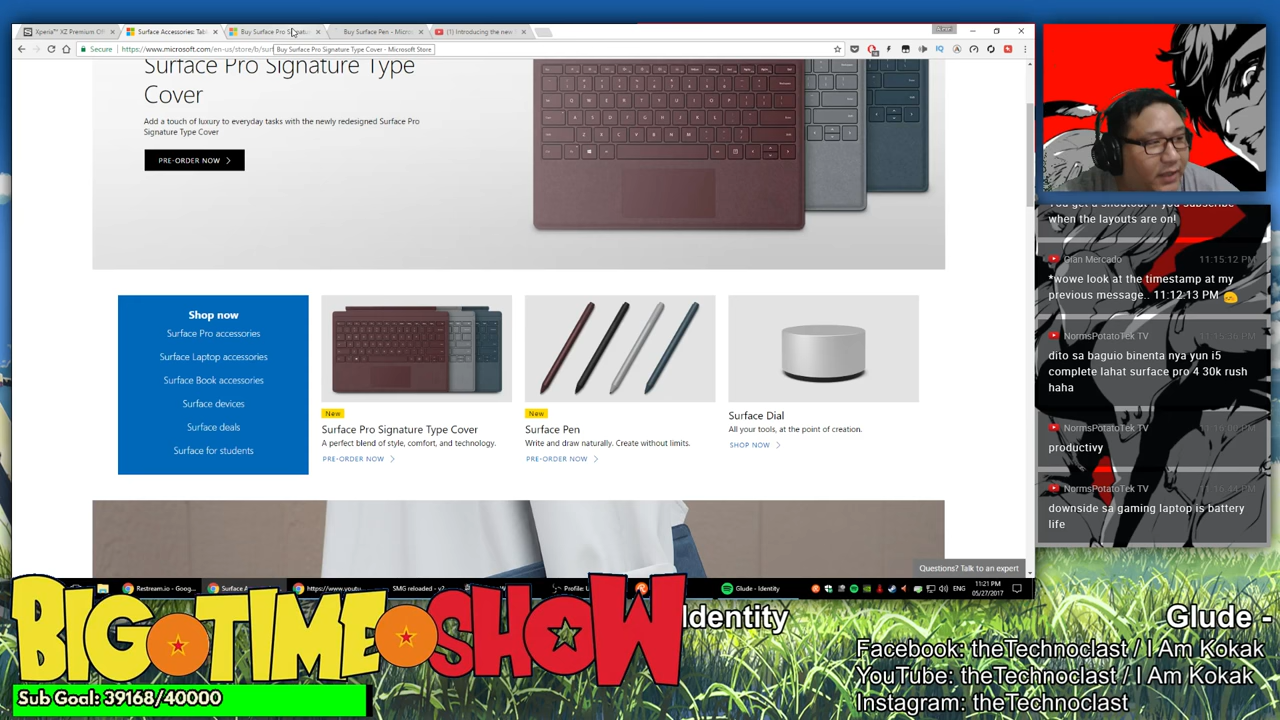 Xperia™ XZ Premium Of
Surface Accessories: Tab
Buy Surface Pro Signatu
Buy Surface Pen - Micros
(1) Introducing the new
Secure
https://www.microsoft.com/en-us/store/b/sur
Buy Surface Pro Signature Type Cover - Microsoft Store
Surface Pro Signature Type
Cover
Add a touch of luxury to everyday tasks with the newly redesigned Surface Pro
Signature Type Cover
PRE-ORDER NOW
Shop now
Surface Pro accessories
Surface Laptop accessories
Surface Book accessories
Surface devices
Surface deals
Surface for students
New
Surface Pro Signature Type Cover
A perfect blend of style, comfort, and technology.
PRE-ORDER NOW
New
Surface Pen
Write and draw naturally. Create without limits.
PRE-ORDER NOW
Surface Dial
All your tools, at the point of creation.
SHOP NOW
Questions? Talk to an expert
You get a shoutout if you subscribe
when the layouts are on!
Gian Mercado 11:15:12 PM
*wowe look at the timestamp at my
previous message.. 11:12:13 PM
NormsPotatoTek TV
dito sa baguio binenta nya yun i5
complete lahat surface pro 4 30k rush
haha
NormsPotatoTek TV
productivy
NormsPotatoTek TV 11:16:44 PM
downside sa gaming laptop is battery
life
Restream.io - Goog...
Surface A
https://www.youtu
SMG reloaded - v7
Profile: U
Glude - Identity
ENG
11:21 PM
05/27/2017
BIG TIME SHOW
Identity
Glude -
Sub Goal: 39168/40000
Facebook: theTechnoclast / I Am Kokak
YouTube: theTechnoclast / I Am Kokak
Instagram: theTechnoclast